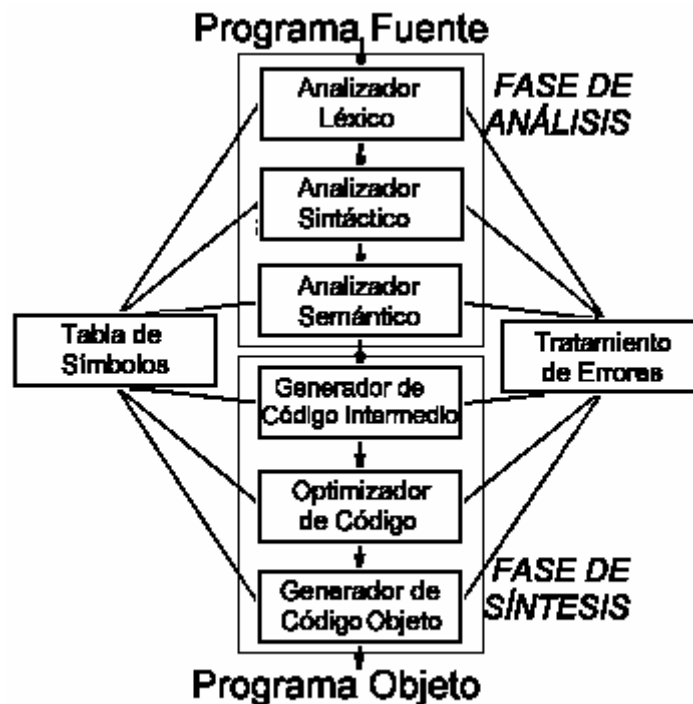 Programa Fuente
Analizador
Léxico
FASE DE
ANÁLISIS
Analizador
Sintáctico
Analizador
Semántico
Tabla de
Símbolos
Tratamiento
de Errores
Generador de
Código Intermedio
Optimizador
de Código
Generador de
Código Objeto
FASE DE
SÍNTESIS
Programa Objeto